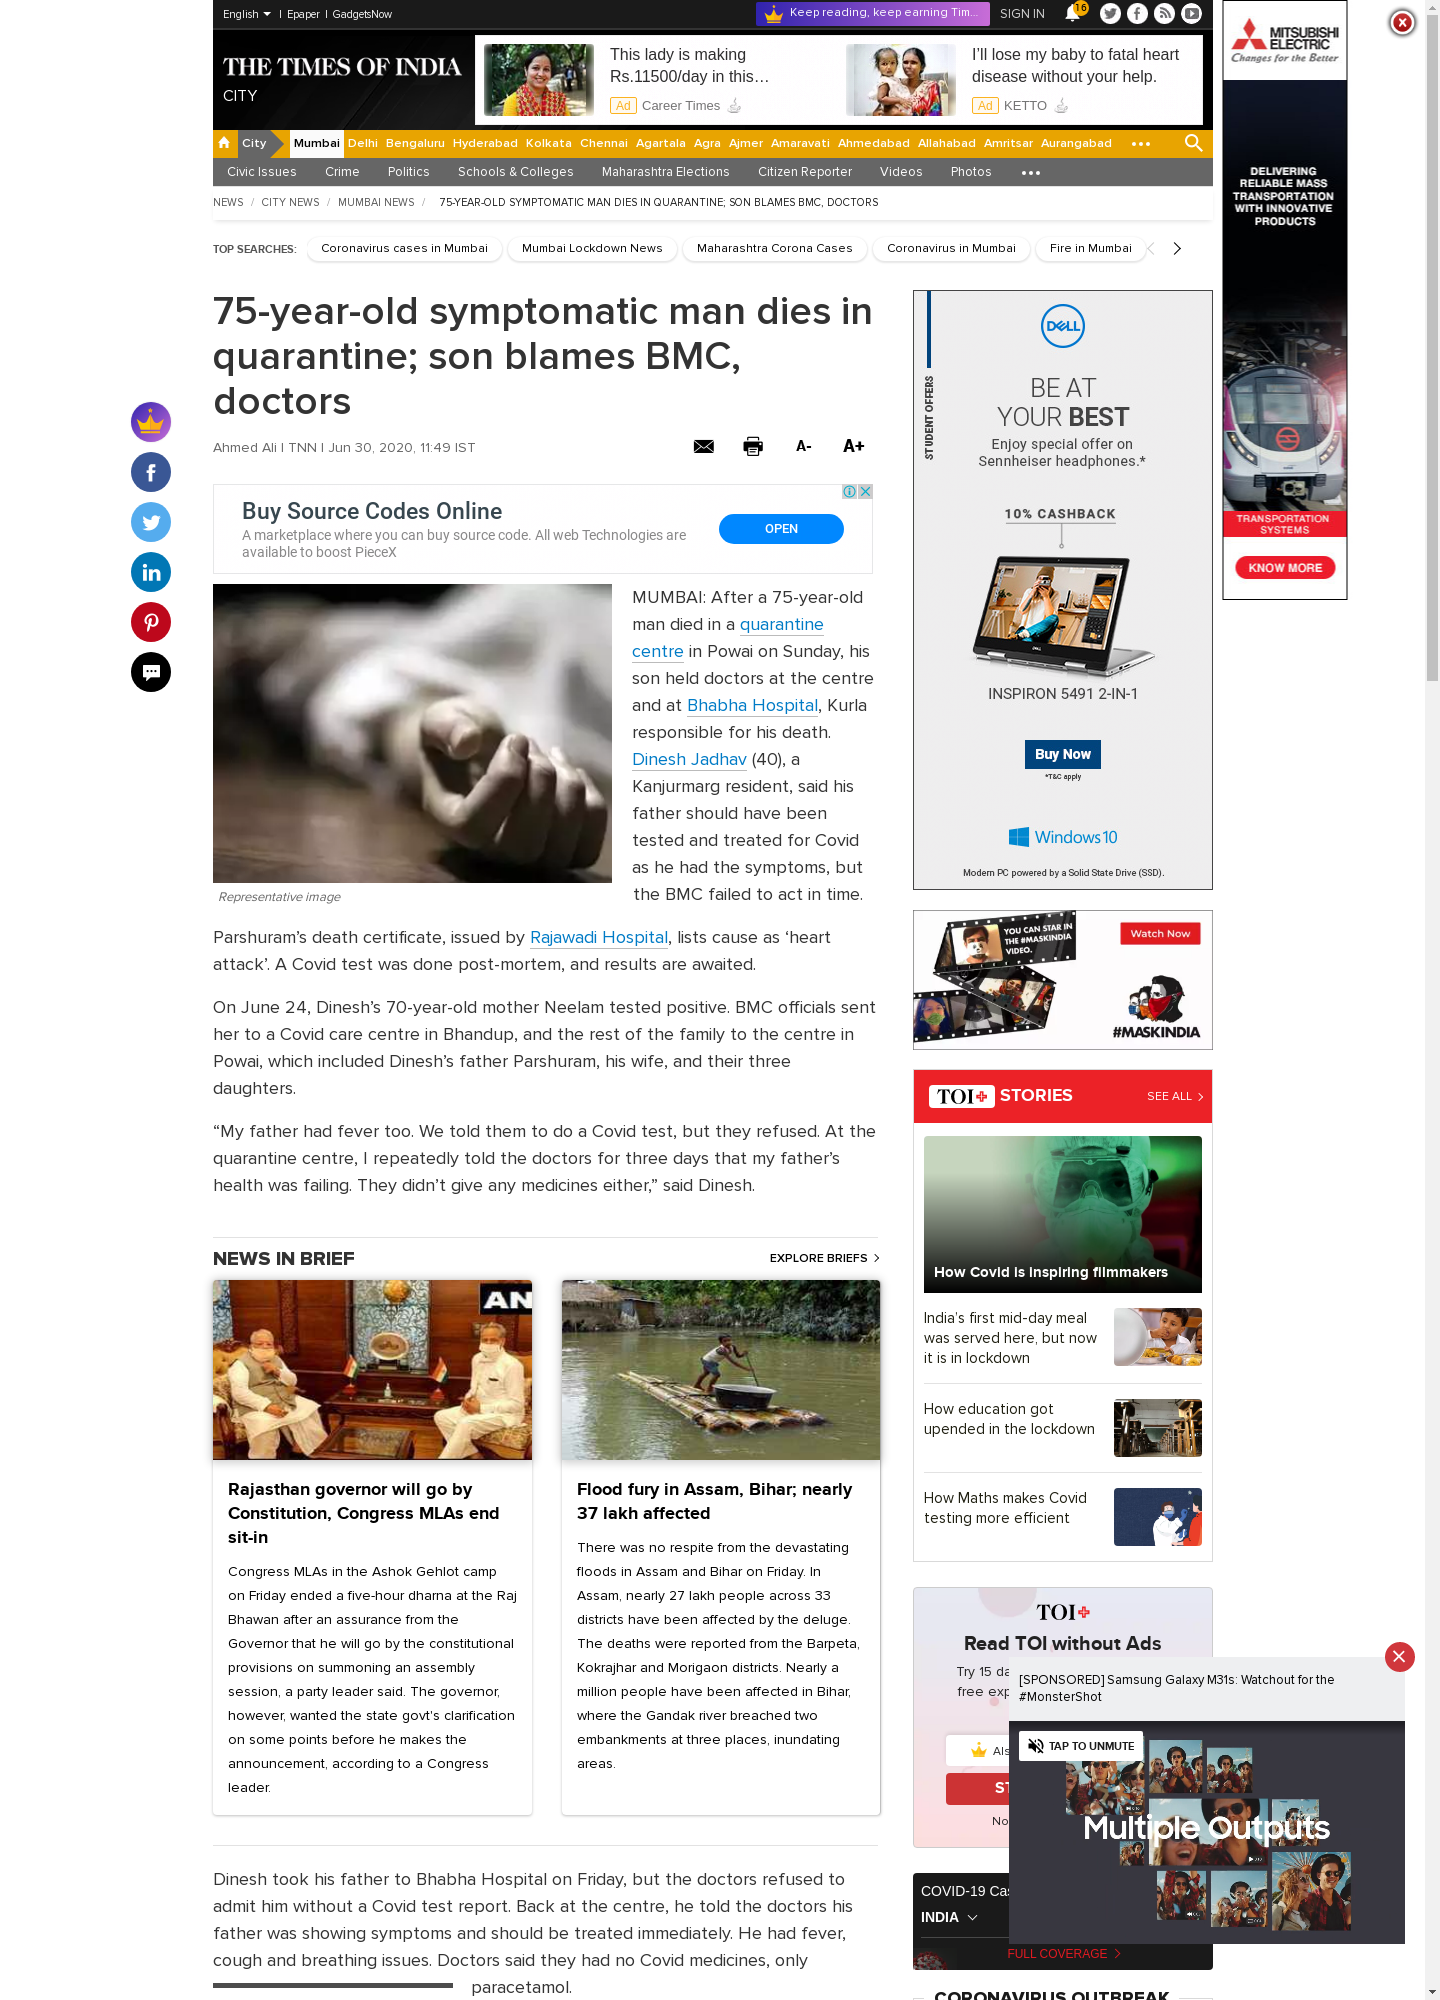 English | Epaper | GadgetsNow
Keep reading, keep earning Tim...
SIGN IN
16
THE TIMES OF INDIA
CITY
This lady is making
Rs.11500/day in this…
Ad Career Times
I'll lose my baby to fatal heart
disease without your help.
Ad KETTO
MITSUBISHI
ELECTRIC
Changes for the Better
DELIVERING
RELIABLE MASS
TRANSPORTATION
WITH INNOVATIVE
PRODUCTS
TRANSPORTATION
SYSTEMS
KNOW MORE
City Mumbai Delhi Bengaluru Hyderabad Kolkata Chennai Agartala Agra Ajmer Amaravati Ahmedabad Allahabad Amritsar Aurangabad
Civic Issues Crime Politics Schools & Colleges Maharashtra Elections Citizen Reporter Videos Photos
NEWS / CITY NEWS / MUMBAI NEWS / 75-YEAR-OLD SYMPTOMATIC MAN DIES IN QUARANTINE; SON BLAMES BMC, DOCTORS
TOP SEARCHES: Coronavirus cases in Mumbai Mumbai Lockdown News Maharashtra Corona Cases Coronavirus in Mumbai Fire in Mumbai
75-year-old symptomatic man dies in
quarantine; son blames BMC,
doctors
Ahmed Ali | TNN | Jun 30, 2020, 11:49 IST
A- A+
Buy Source Codes Online
A marketplace where you can buy source code. All web Technologies are
available to boost PieceX
OPEN
MUMBAI: After a 75-year-old
man died in a quarantine
centre in Powai on Sunday, his
son held doctors at the centre
and at Bhabha Hospital, Kurla
responsible for his death.
Dinesh Jadhav (40), a
Kanjurmarg resident, said his
father should have been
tested and treated for Covid
as he had the symptoms, but
the BMC failed to act in time.
Representative image
Parshuram's death certificate, issued by Rajawadi Hospital, lists cause as ‘heart
attack’. A Covid test was done post-mortem, and results are awaited.
On June 24, Dinesh’s 70-year-old mother Neelam tested positive. BMC officials sent
her to a Covid care centre in Bhandup, and the rest of the family to the centre in
Powai, which included Dinesh’s father Parshuram, his wife, and their three
daughters.
“My father had fever too. We told them to do a Covid test, but they refused. At the
quarantine centre, I repeatedly told the doctors for three days that my father’s
health was failing. They didn’t give any medicines either,” said Dinesh.
NEWS IN BRIEF
EXPLORE BRIEFS
AN
Rajasthan governor will go by
Constitution, Congress MLAs end
sit-in
Congress MLAs in the Ashok Gehlot camp
on Friday ended a five-hour dharna at the Raj
Bhawan after an assurance from the
Governor that he will go by the constitutional
provisions on summoning an assembly
session, a party leader said. The governor,
however, wanted the state govt's clarification
on some points before he makes the
announcement, according to a Congress
leader.
Flood fury in Assam, Bihar; nearly
37 lakh affected
There was no respite from the devastating
floods in Assam and Bihar on Friday. In
Assam, nearly 27 lakh people across 33
districts have been affected by the deluge.
The deaths were reported from the Barpeta,
Kokrajhar and Morigaon districts. Nearly a
million people have been affected in Bihar,
where the Gandak river breached two
embankments at three places, inundating
areas.
Dinesh took his father to Bhabha Hospital on Friday, but the doctors refused to
admit him without a Covid test report. Back at the centre, he told the doctors his
father was showing symptoms and should be treated immediately. He had fever,
cough and breathing issues. Doctors said they had no Covid medicines, only
paracetamol.
STUDENT OFFERS
DELL
BE AT
YOUR BEST
Enjoy special offer on
Sennheiser headphones.*
10% CASHBACK
INSPIRON 5491 2-IN-1
Buy Now
*T&C apply
Windows 10
Modern PC powered by a Solid State Drive (SSD).
YOU CAN STAR IN
THE #MASKINDIA
VIDEO.
Watch Now
#MASKINDIA
TOI+ STORIES
SEE ALL
How Covid is inspiring filmmakers
India's first mid-day meal
was served here, but now
it is in lockdown
How education got
upended in the lockdown
How Maths makes Covid
testing more efficient
TOI+
Read TOI without Ads
Try 15 da
free exp
Als
ST
No
[SPONSORED] Samsung Galaxy M31s: Watchout for the
#MonsterShot
TAP TO UNMUTE
Multiple Outputs
COVID-19 Cas
INDIA
FULL COVERAGE
CORONAVIRUS OUTBREAK